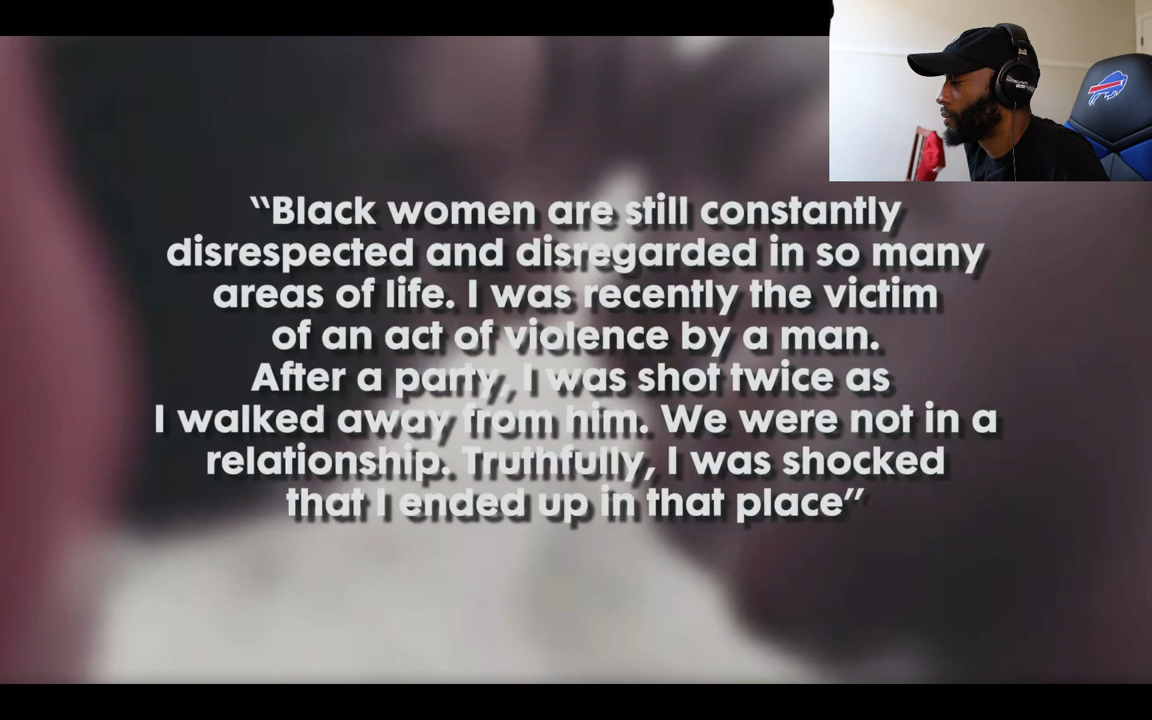 “Black women are still constantly
disrespected and disregarded in so many
areas of life. I was recently the victim
of an act of violence by a man.
After a party, I was shot twice as
I walked away from him. We were not in a
relationship. Truthfully, I was shocked
that I ended up in that place”